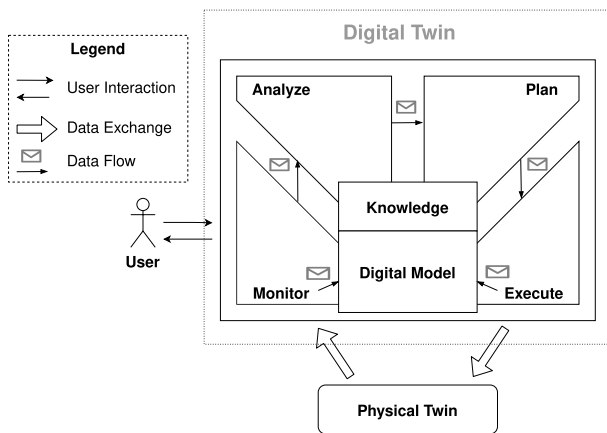 Digital Twin
Legend
User Interaction
Data Exchange
Data Flow
Analyze
Plan
Knowledge
Digital Model
Monitor
Execute
User
Physical Twin